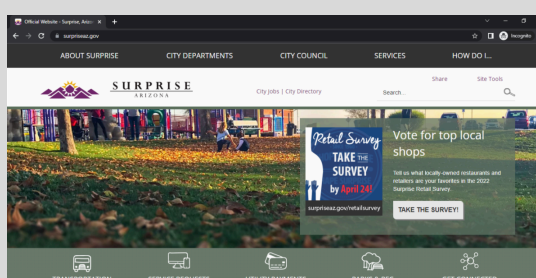 Official Website - Surprise, Arizo
surpriseaz.gov
Incognito
ABOUT SURPRISE
CITY DEPARTMENTS
CITY COUNCIL
SERVICES
HOW DO I...
SURPRISE
ARIZONA
City Jobs | City Directory
Share
Site Tools
Search...
Retail Survey
TAKE THE
SURVEY
by April 24!
surpriseaz.gov/retailsurvey
Vote for top local
shops
Tell us what locally-owned restaurants and
retailers are your favorites in the 2022
Surprise Retail Survey.
TAKE THE SURVEY!